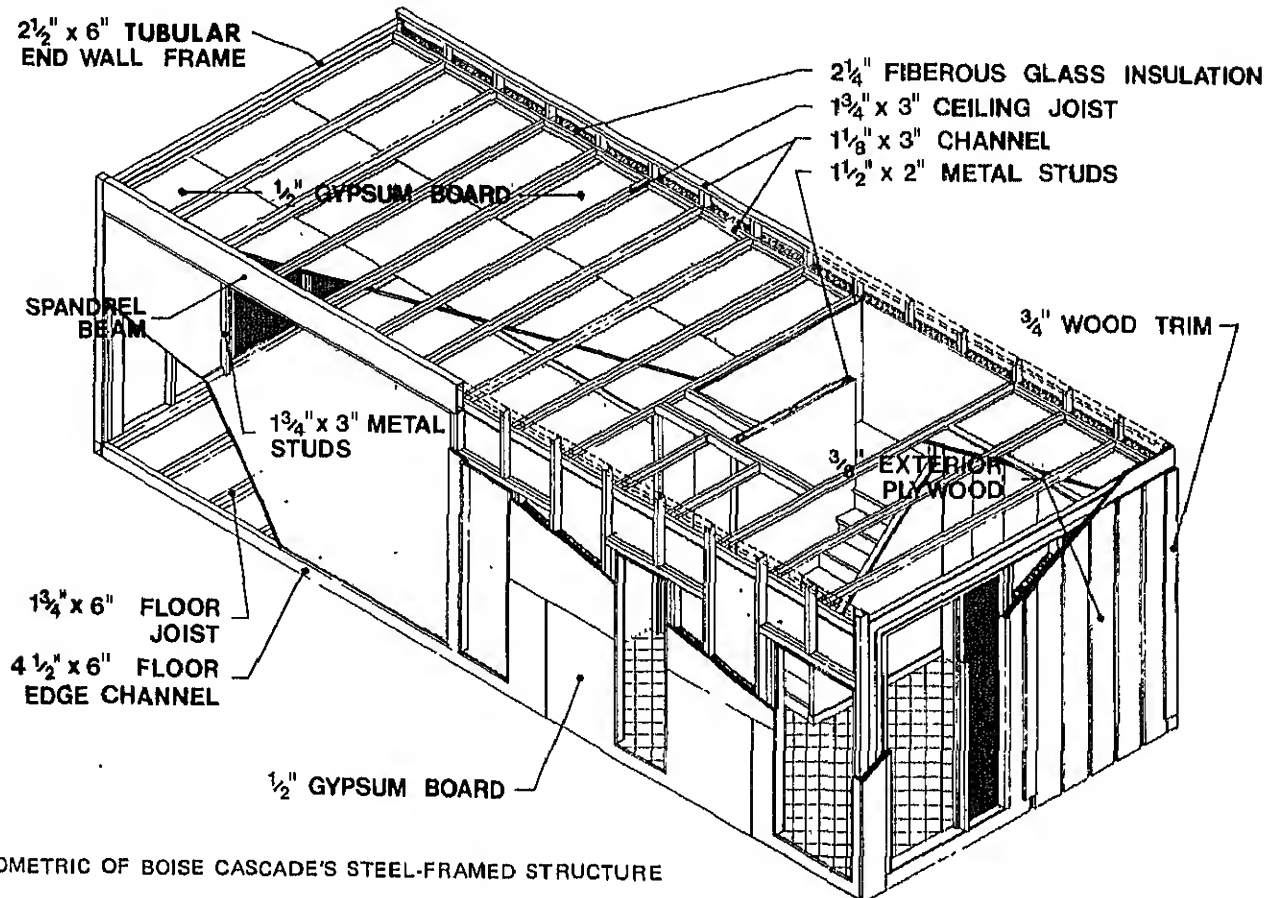 2½" x 6" TUBULAR
END WALL FRAME
2¼" FIBEROUS GLASS INSULATION
1¾" x 3" CEILING JOIST
1⅛" x 3" CHANNEL
1½" x 2" METAL STUDS
½" GYPSUM BOARD
SPANDREL
BEAM
¾" WOOD TRIM
1¾" x 3" METAL
STUDS
⅜" EXTERIOR
PLYWOOD
1¾" x 6" FLOOR
JOIST
4 ½" x 6" FLOOR
EDGE CHANNEL
½" GYPSUM BOARD
OMETRIC OF BOISE CASCADE'S STEEL-FRAMED STRUCTURE